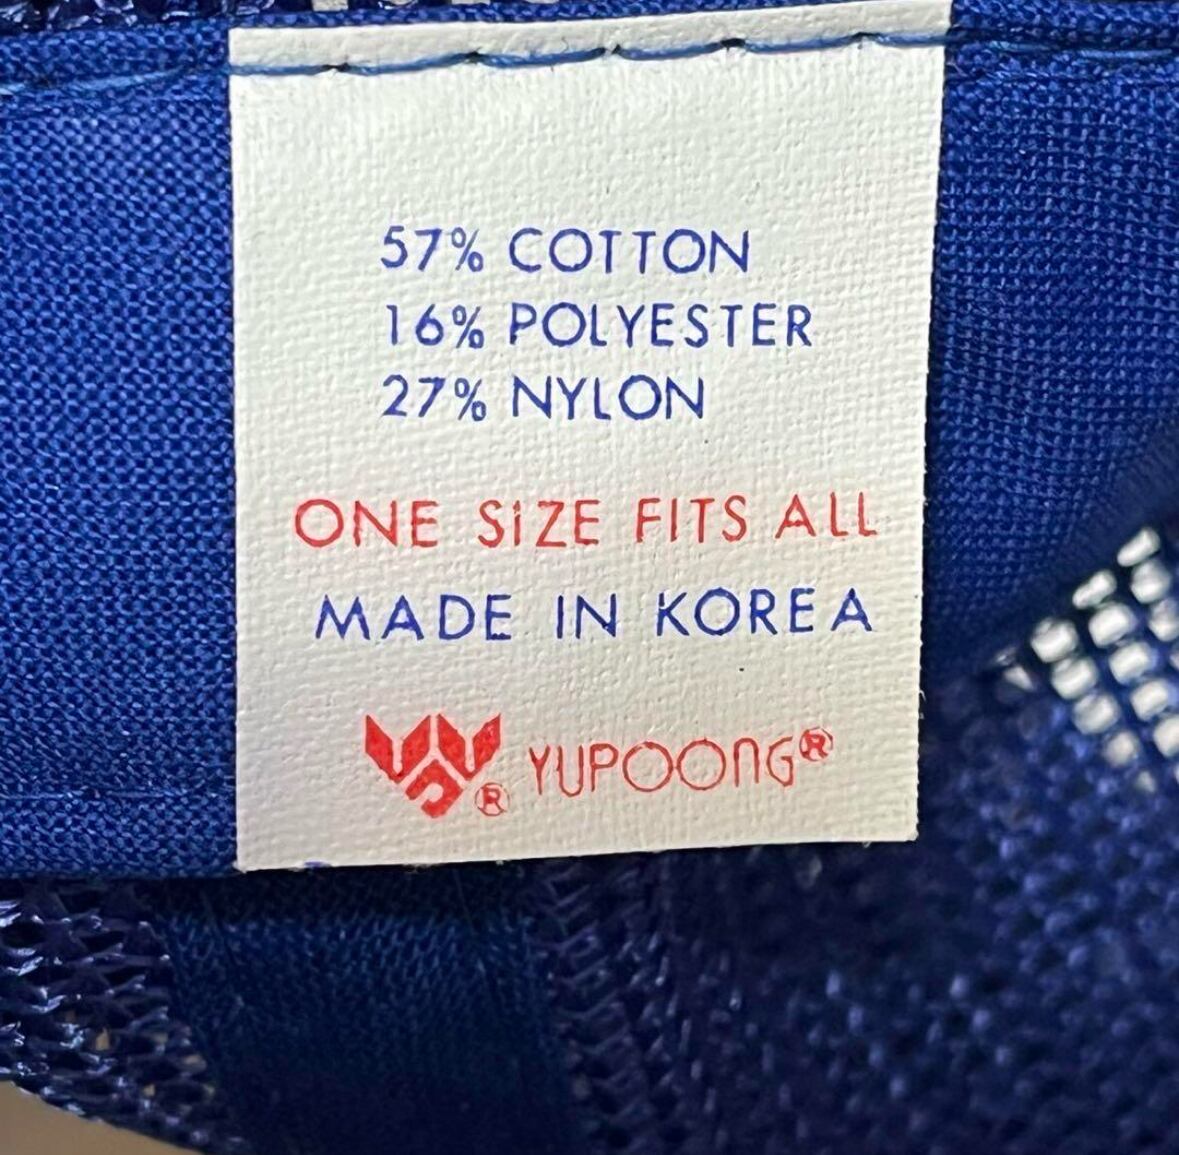 57% COTTON
16% POLYESTER
27% NYLON
ONE SiZE FITS ALL
MADE IN KOREA
® YUPOONG®